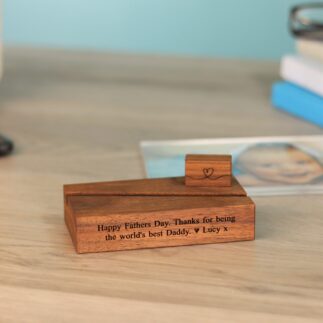 Happy Fathers Day. Thanks for being
the world's best Daddy. ♥ Lucy x